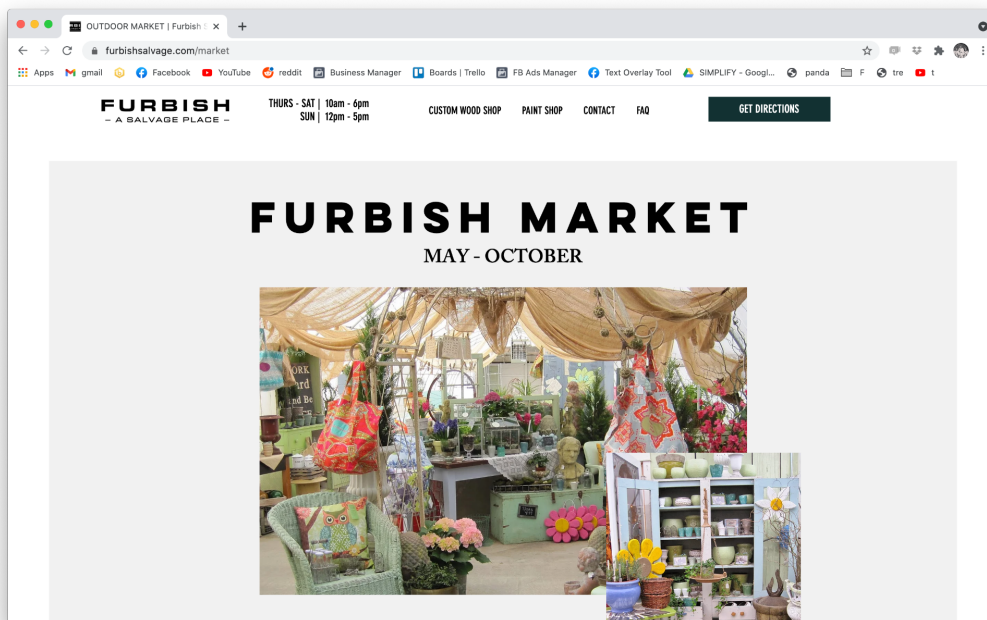 OUTDOOR MARKET | Furbish
furbishsalvage.com/market
Apps gmail Facebook YouTube reddit Business Manager Boards | Trello FB Ads Manager Text Overlay Tool SIMPLIFY - Googl... panda F tre t
FURBISH
– A SALVAGE PLACE –
THURS - SAT | 10am - 6pm
SUN | 12pm - 5pm
CUSTOM WOOD SHOP PAINT SHOP CONTACT FAQ
GET DIRECTIONS
FURBISH MARKET
MAY - OCTOBER